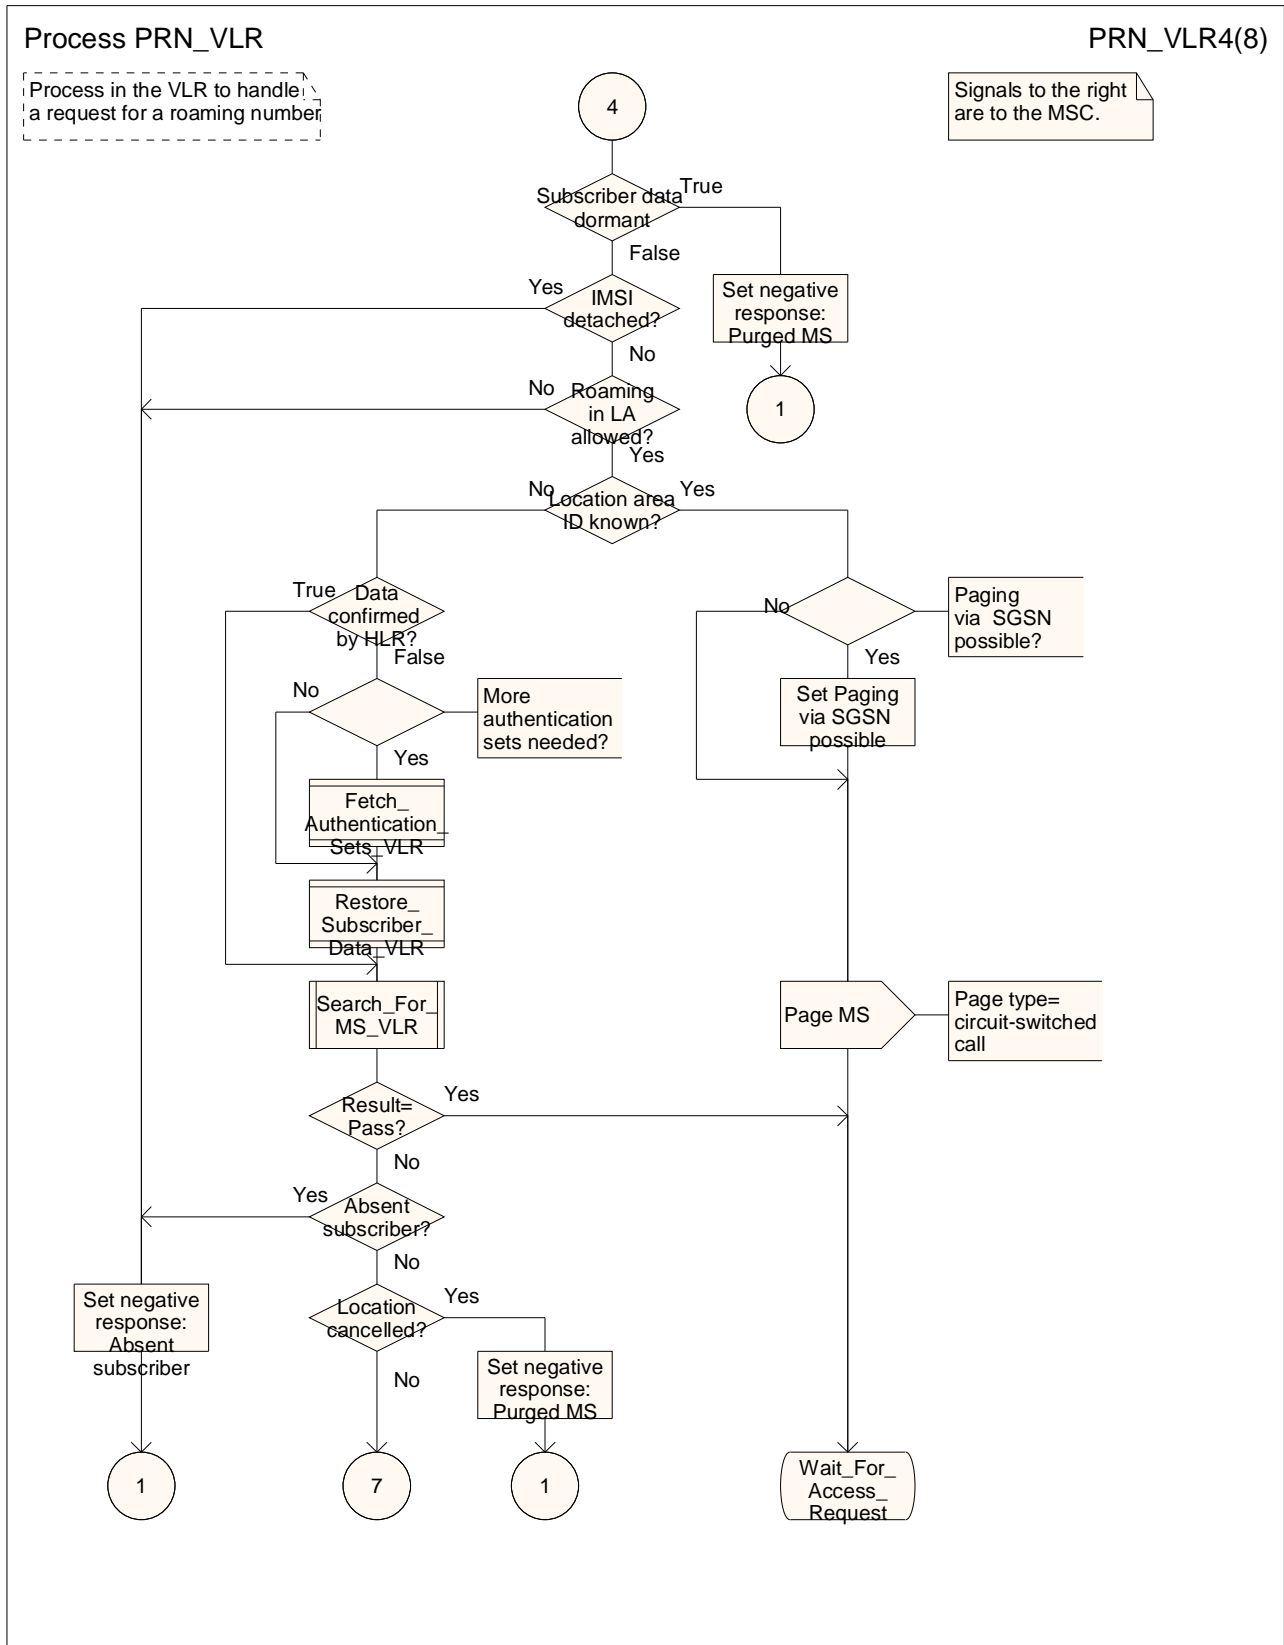 Process PRN_VLR
PRN_VLR4(8)
Process in the VLR to handle
a request for a roaming number
4
Signals to the right
are to the MSC.
Subscriber data
dormant
True
False
Yes
IMSI
detached?
Set negative
response:
Purged MS
No
No
Roaming
in LA
allowed?
1
Yes
No
Location area
ID known?
Yes
True
Data
confirmed
by HLR?
No
Paging
via  SGSN
possible?
False
Yes
No
More
authentication
sets needed?
Set Paging
via SGSN
possible
Yes
Fetch_
Authentication_
Sets_VLR
Restore_
Subscriber_
Data_VLR
Search_For_
MS_VLR
Page MS
Page type=
circuit-switched
call
Result=
Pass?
Yes
No
Yes
Absent
subscriber?
No
Set negative
response:
Absent
subscriber
Location
cancelled?
Yes
No
Set negative
response:
Purged MS
1
7
1
Wait_For_
Access_
Request